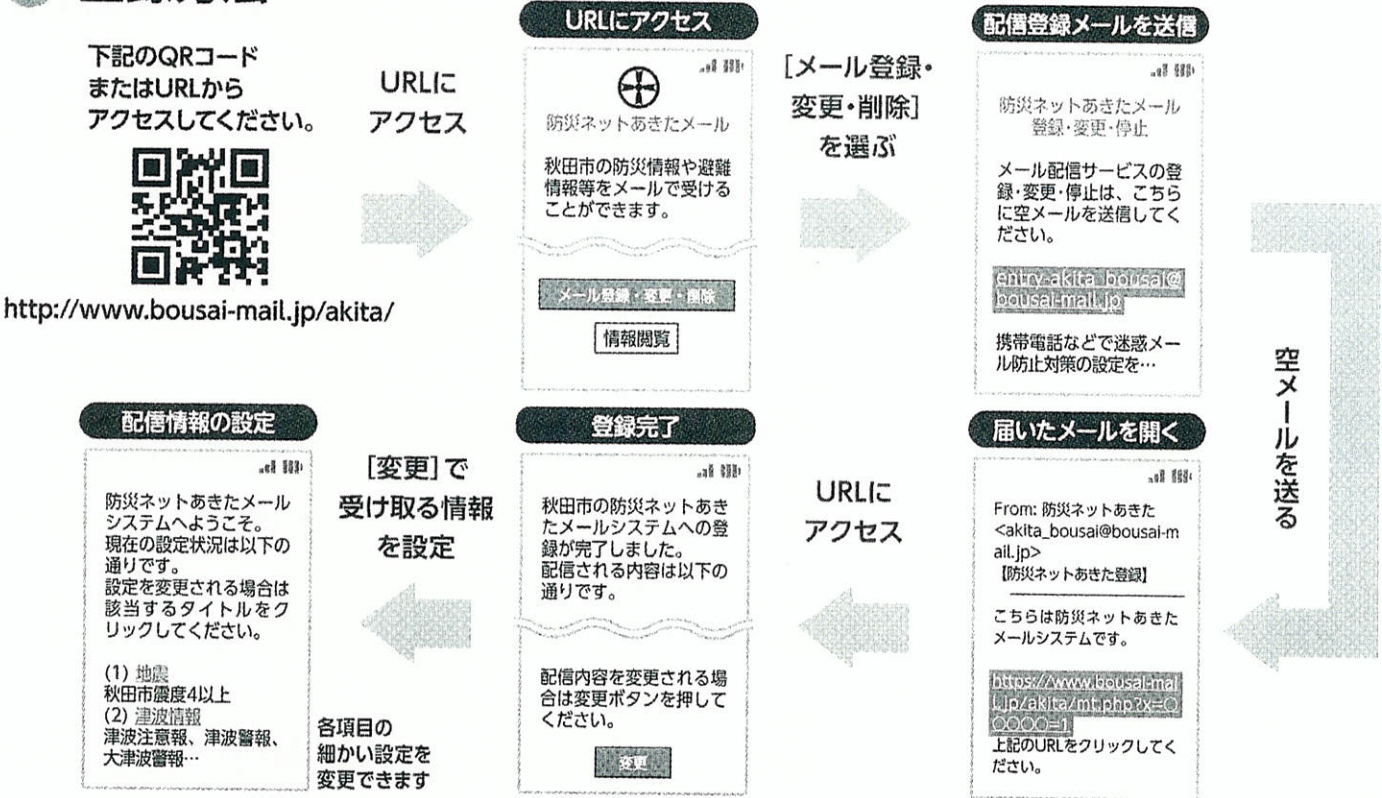 下記のQRコード
またはURLから
アクセスしてください。
http://www.bousai-mail.jp/akita/
URLに
アクセス
URLにアクセス
防災ネットあきたメール
秋田市の防災情報や避難
情報等をメールで受ける
ことができます。
メール登録・変更・削除
情報閲覧
[メール登録・
変更・削除]
を選ぶ
配信登録メールを送信
防災ネットあきたメール
登録・変更・停止
メール配信サービスの登
録・変更・停止は、こちら
に空メールを送信してく
ださい。
entry-akita_bousai@
bousai-mail.jp
携帯電話などで迷惑メー
ル防止対策の設定を…
空メールを送る
届いたメールを開く
From: 防災ネットあきた
<akita_bousai@bousai-m
ail.jp>
【防災ネットあきた登録】
こちらは防災ネットあきた
メールシステムです。
https://www.bousai-mai
l.jp/akita/mt.php?x=〇
〇〇〇〇=1
上記のURLをクリックしてく
ださい。
URLに
アクセス
登録完了
秋田市の防災ネットあき
たメールシステムへの登
録が完了しました。
配信される内容は以下の
通りです。
配信内容を変更される場
合は変更ボタンを押して
ください。
変更
[変更]で
受け取る情報
を設定
配信情報の設定
防災ネットあきたメール
システムへようこそ。
現在の設定状況は以下の
通りです。
設定を変更される場合は
該当するタイトルをク
リックしてください。
(1) 地震
秋田市震度4以上
(2) 津波情報
津波注意報、津波警報、
大津波警報…
各項目の
細かい設定を
変更できます